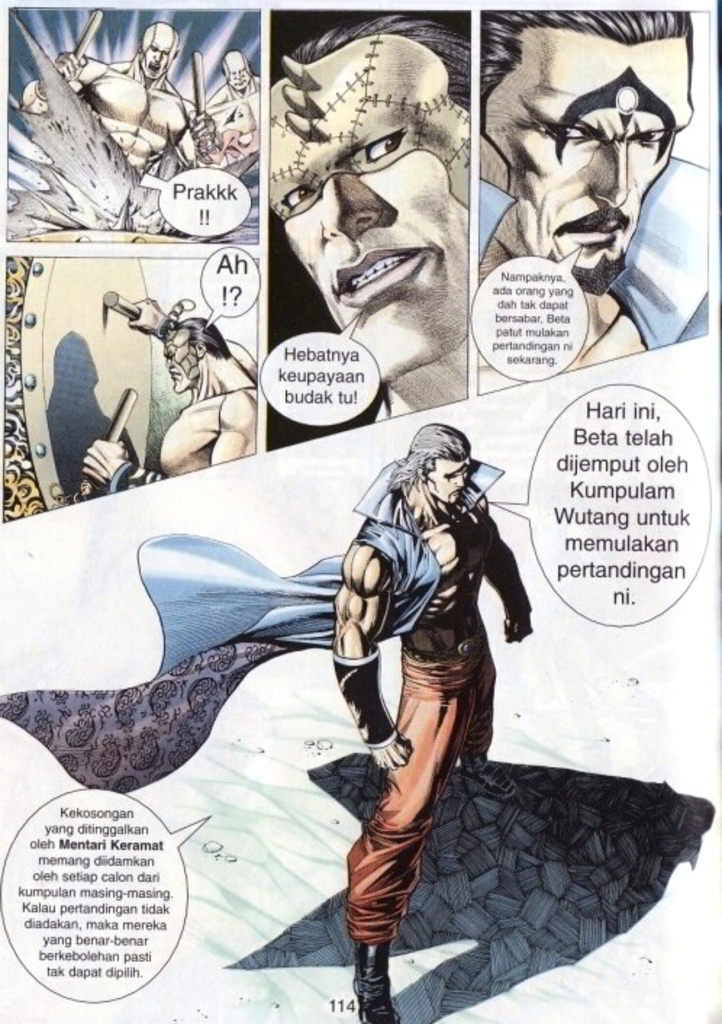 Prakkk
!!
Ah
!?
Hebatnya
keupayaan
budak tu!
Nampaknya,
ada orang yang
dah tak dapat
bersabar, Beta
patut mulakan
pertandingan ni
sekarang.
Hari ini,
Beta telah
dijemput oleh
Kumpulam
Wutang untuk
memulakan
pertandingan
ni.
Kekosongan
yang ditinggalkan
oleh Mentari Keramat
memang diidamkan
oleh setiap calon dari
kumpulan masing-masing.
Kalau pertandingan tidak
diadakan, maka mereka
yang benar-benar
berkebolehan pasti
tak dapat dipilih.
114